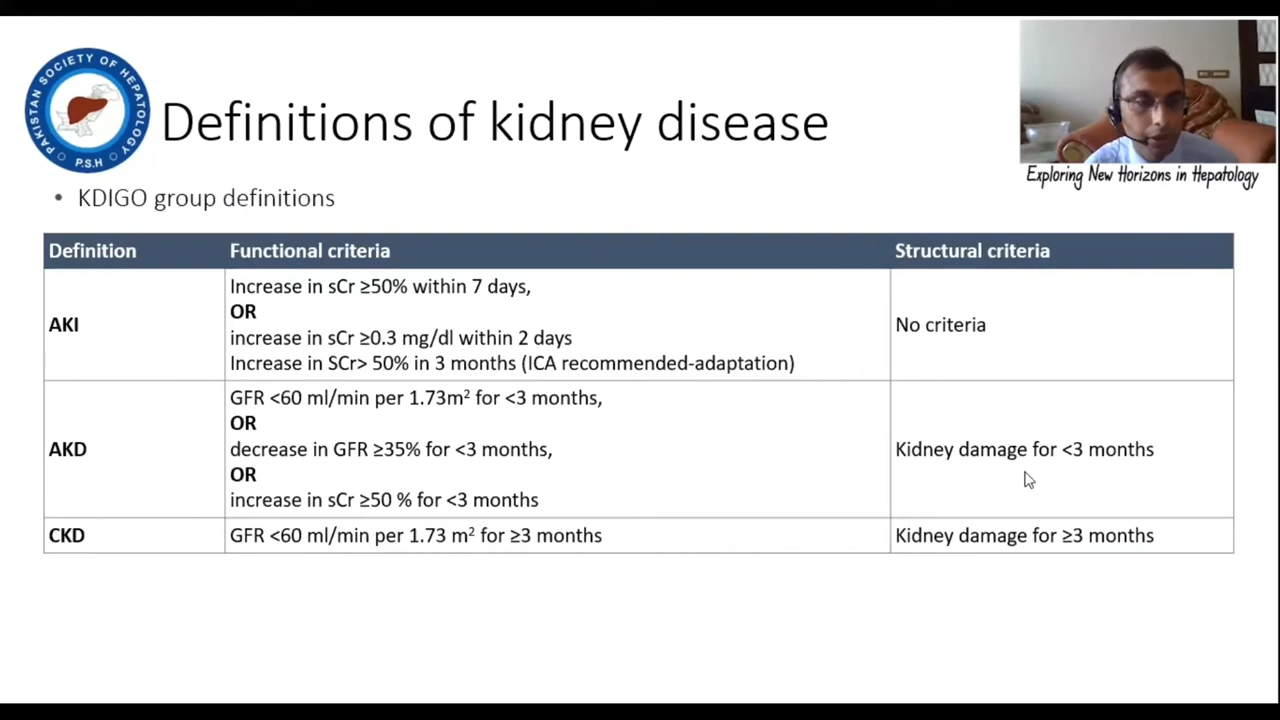 PAKISTAN SOCIETY OF HEPATOLOGY
P.S.H
Definitions of kidney disease
Exploring New Horizons in Hepatology
• KDIGO group definitions
Definition Functional criteria Structural criteria
Increase in sCr ≥50% within 7 days,
OR
AKI No criteria
increase in sCr ≥0.3 mg/dl within 2 days
Increase in SCr> 50% in 3 months (ICA recommended-adaptation)
GFR <60 ml/min per 1.73m² for <3 months,
OR
AKD decrease in GFR ≥35% for <3 months, Kidney damage for <3 months
OR
increase in sCr ≥50 % for <3 months
CKD GFR <60 ml/min per 1.73 m² for ≥3 months Kidney damage for ≥3 months